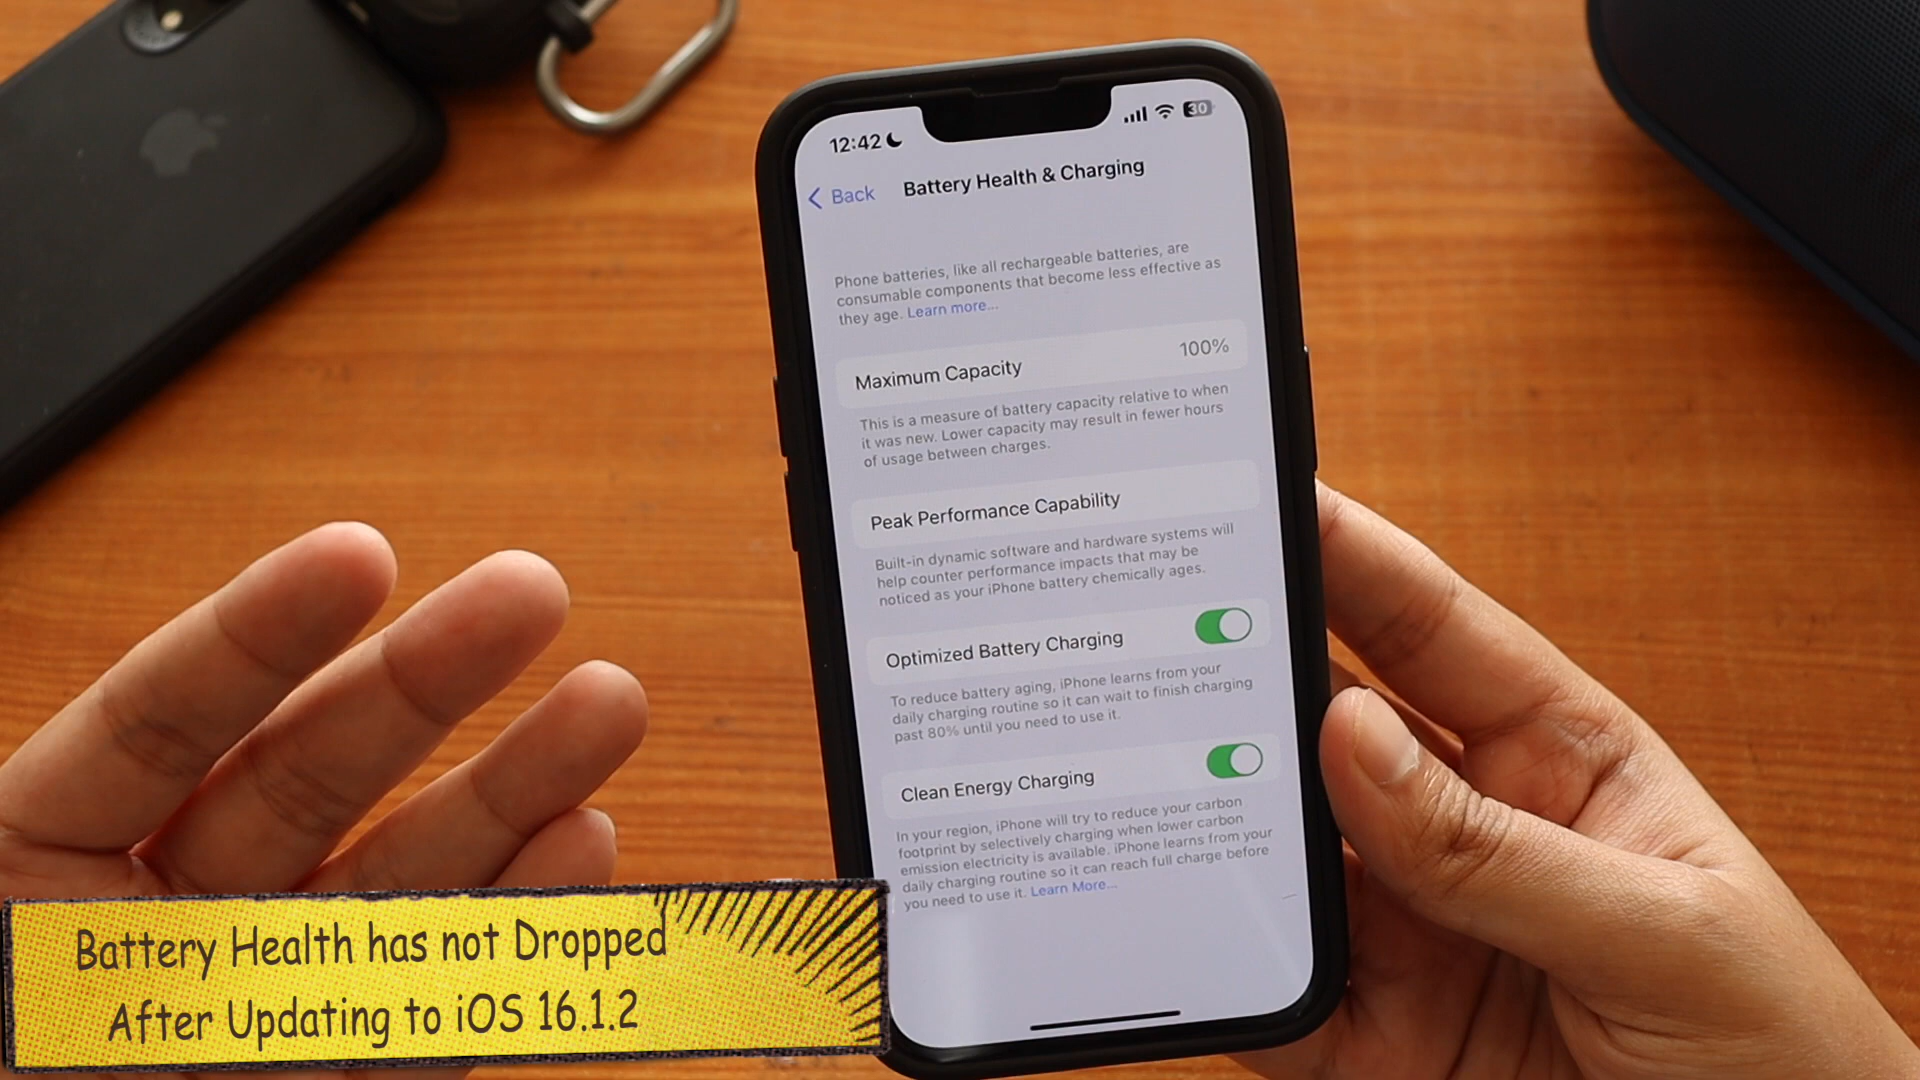 12:42
30
Back
Battery Health & Charging
Phone batteries, like all rechargeable batteries, are
consumable components that become less effective as
they age. Learn more...
Maximum Capacity 100%
This is a measure of battery capacity relative to when
it was new. Lower capacity may result in fewer hours
of usage between charges.
Peak Performance Capability
Built-in dynamic software and hardware systems will
help counter performance impacts that may be
noticed as your iPhone battery chemically ages.
Optimized Battery Charging
To reduce battery aging, iPhone learns from your
daily charging routine so it can wait to finish charging
past 80% until you need to use it.
Clean Energy Charging
In your region, iPhone will try to reduce your carbon
footprint by selectively charging when lower carbon
emission electricity is available. iPhone learns from your
daily charging routine so it can reach full charge before
you need to use it. Learn More...
Battery Health has not Dropped
After Updating to iOS 16.1.2